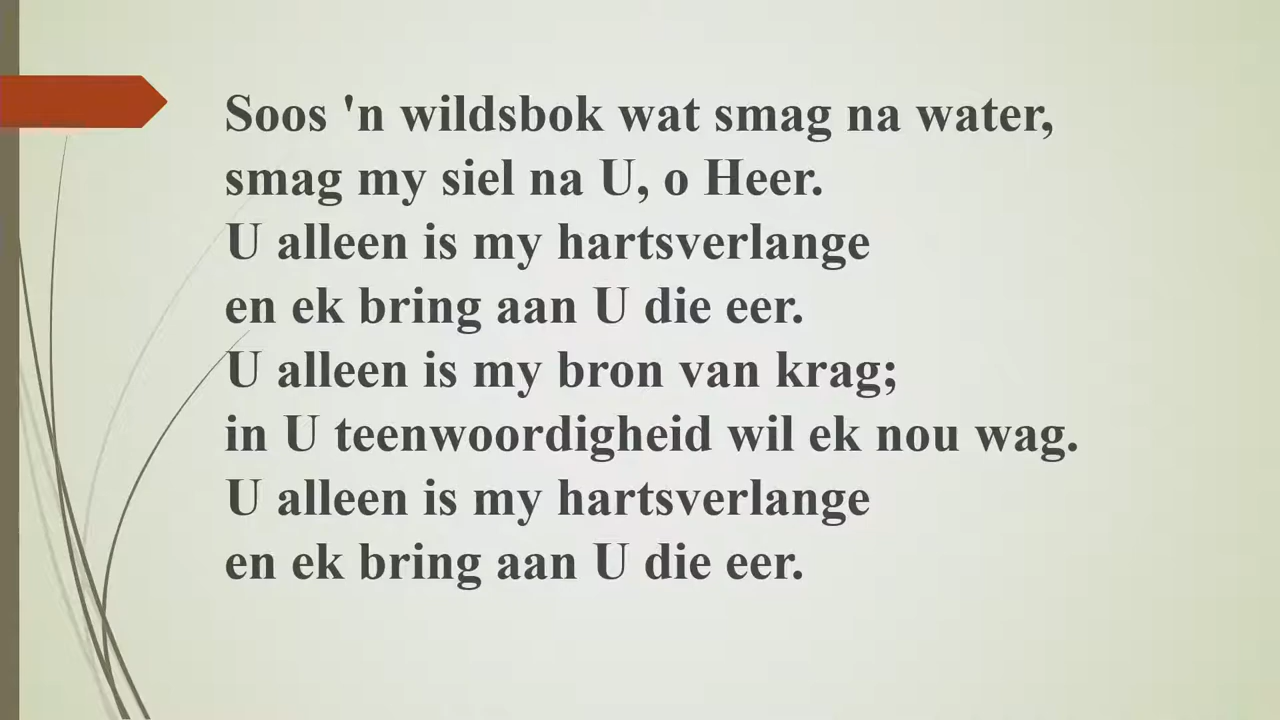 Soos 'n wildsbok wat smag na water,
smag my siel na U, o Heer.
U alleen is my hartsverlange
en ek bring aan U die eer.
U alleen is my bron van krag;
in U teenwoordigheid wil ek nou wag.
U alleen is my hartsverlange
en ek bring aan U die eer.